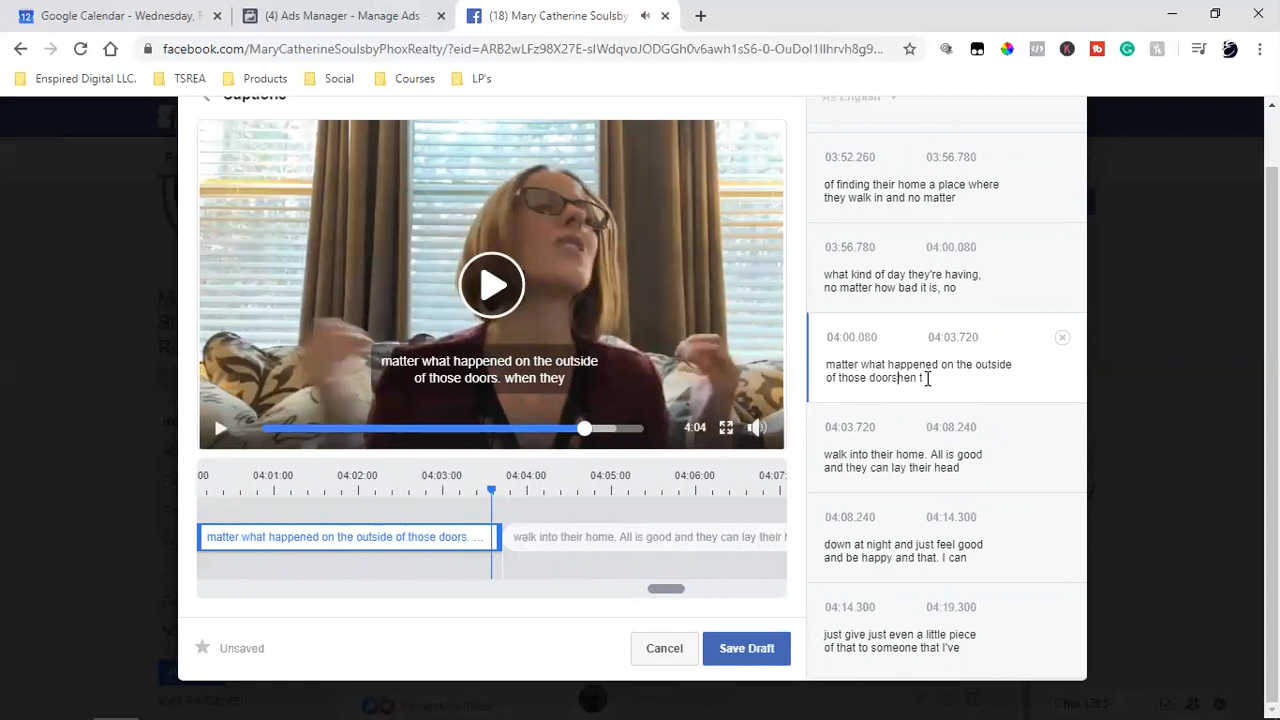 Google Calendar - Wednesday, F
(4) Ads Manager - Manage Ads -
(18) Mary Catherine Soulsby
facebook.com/MaryCatherineSoulsbyPhoxRealty/?eid=ARB2wLFz98X27E-sIWdqvoJODGGh0v6awh1sS6-0-OuDoI1IIhrvh8g9...
Enspired Digital LLC.
TSREA
Products
Social
Courses
LP's
Captions
English
03:52.260 03:56.780
of finding their home a place where
they walk in and no matter
03:56.780 04:00.080
what kind of day they're having,
no matter how bad it is, no
04:00.080 04:03.720
matter what happened on the outside
of those doorshen t
04:03.720 04:08.240
walk into their home. All is good
and they can lay their head
04:08.240 04:14.300
down at night and just feel good
and be happy and that. I can
04:14.300 04:19.300
just give just even a little piece
of that to someone that I've
matter what happened on the outside
of those doors. when they
4:04
00 04:01:00 04:02:00 04:03:00 04:04:00 04:05:00 04:06:00 04:07:
matter what happened on the outside of those doors. ...
walk into their home. All is good and they can lay their h
Unsaved
Cancel
Save Draft